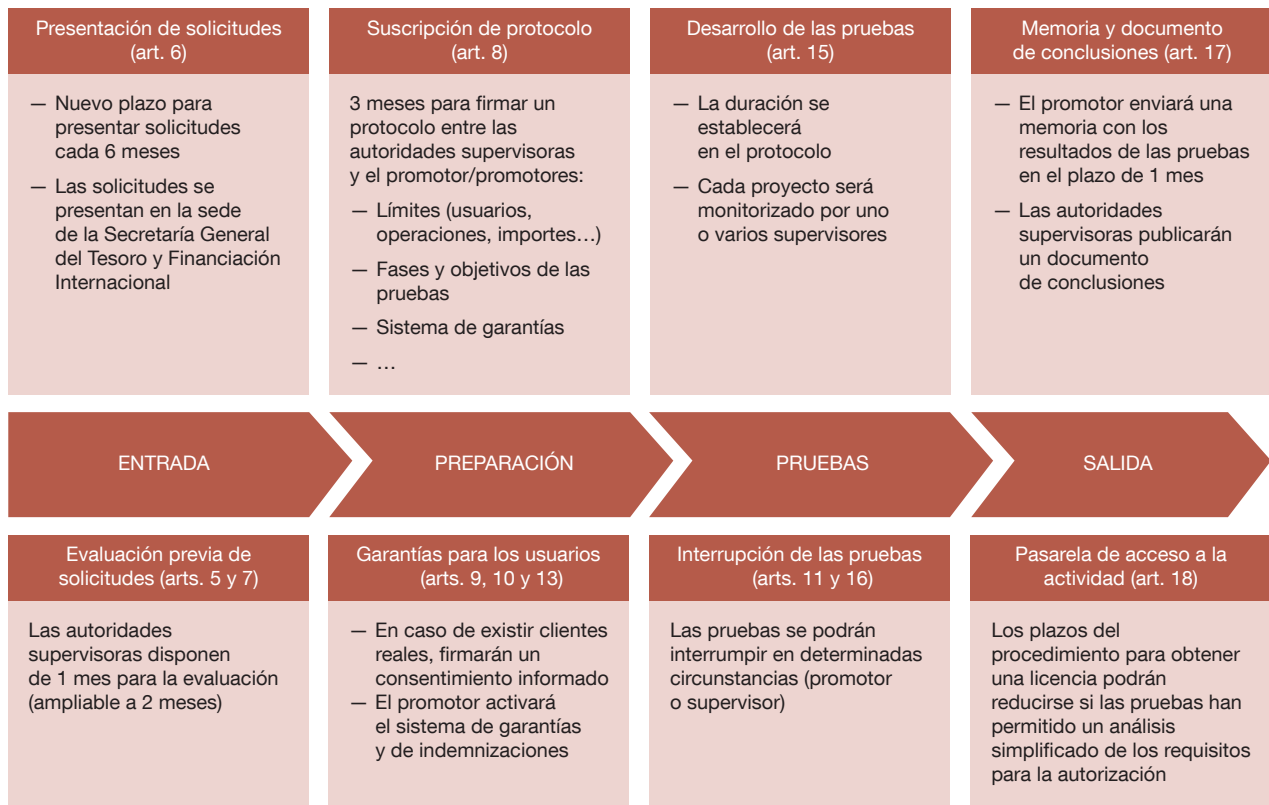 Presentación de solicitudes
(art. 6)
— Nuevo plazo para
presentar solicitudes
cada 6 meses
— Las solicitudes se
presentan en la sede
de la Secretaría General
del Tesoro y Financiación
Internacional
Suscripción de protocolo
(art. 8)
3 meses para firmar un
protocolo entre las
autoridades supervisoras
y el promotor/promotores:
— Límites (usuarios,
operaciones, importes…)
— Fases y objetivos de las
pruebas
— Sistema de garantías
— …
Desarrollo de las pruebas
(art. 15)
— La duración se
establecerá
en el protocolo
— Cada proyecto será
monitorizado por uno
o varios supervisores
Memoria y documento
de conclusiones (art. 17)
— El promotor enviará una
memoria con los
resultados de las pruebas
en el plazo de 1 mes
— Las autoridades
supervisoras publicarán
un documento
de conclusiones
ENTRADA
PREPARACIÓN
PRUEBAS
SALIDA
Evaluación previa de
solicitudes (arts. 5 y 7)
Las autoridades
supervisoras disponen
de 1 mes para la evaluación
(ampliable a 2 meses)
Garantías para los usuarios
(arts. 9, 10 y 13)
— En caso de existir clientes
reales, firmarán un
consentimiento informado
— El promotor activará
el sistema de garantías
y de indemnizaciones
Interrupción de las pruebas
(arts. 11 y 16)
Las pruebas se podrán
interrumpir en determinadas
circunstancias (promotor
o supervisor)
Pasarela de acceso a la
actividad (art. 18)
Los plazos del
procedimiento para obtener
una licencia podrán
reducirse si las pruebas han
permitido un análisis
simplificado de los requisitos
para la autorización